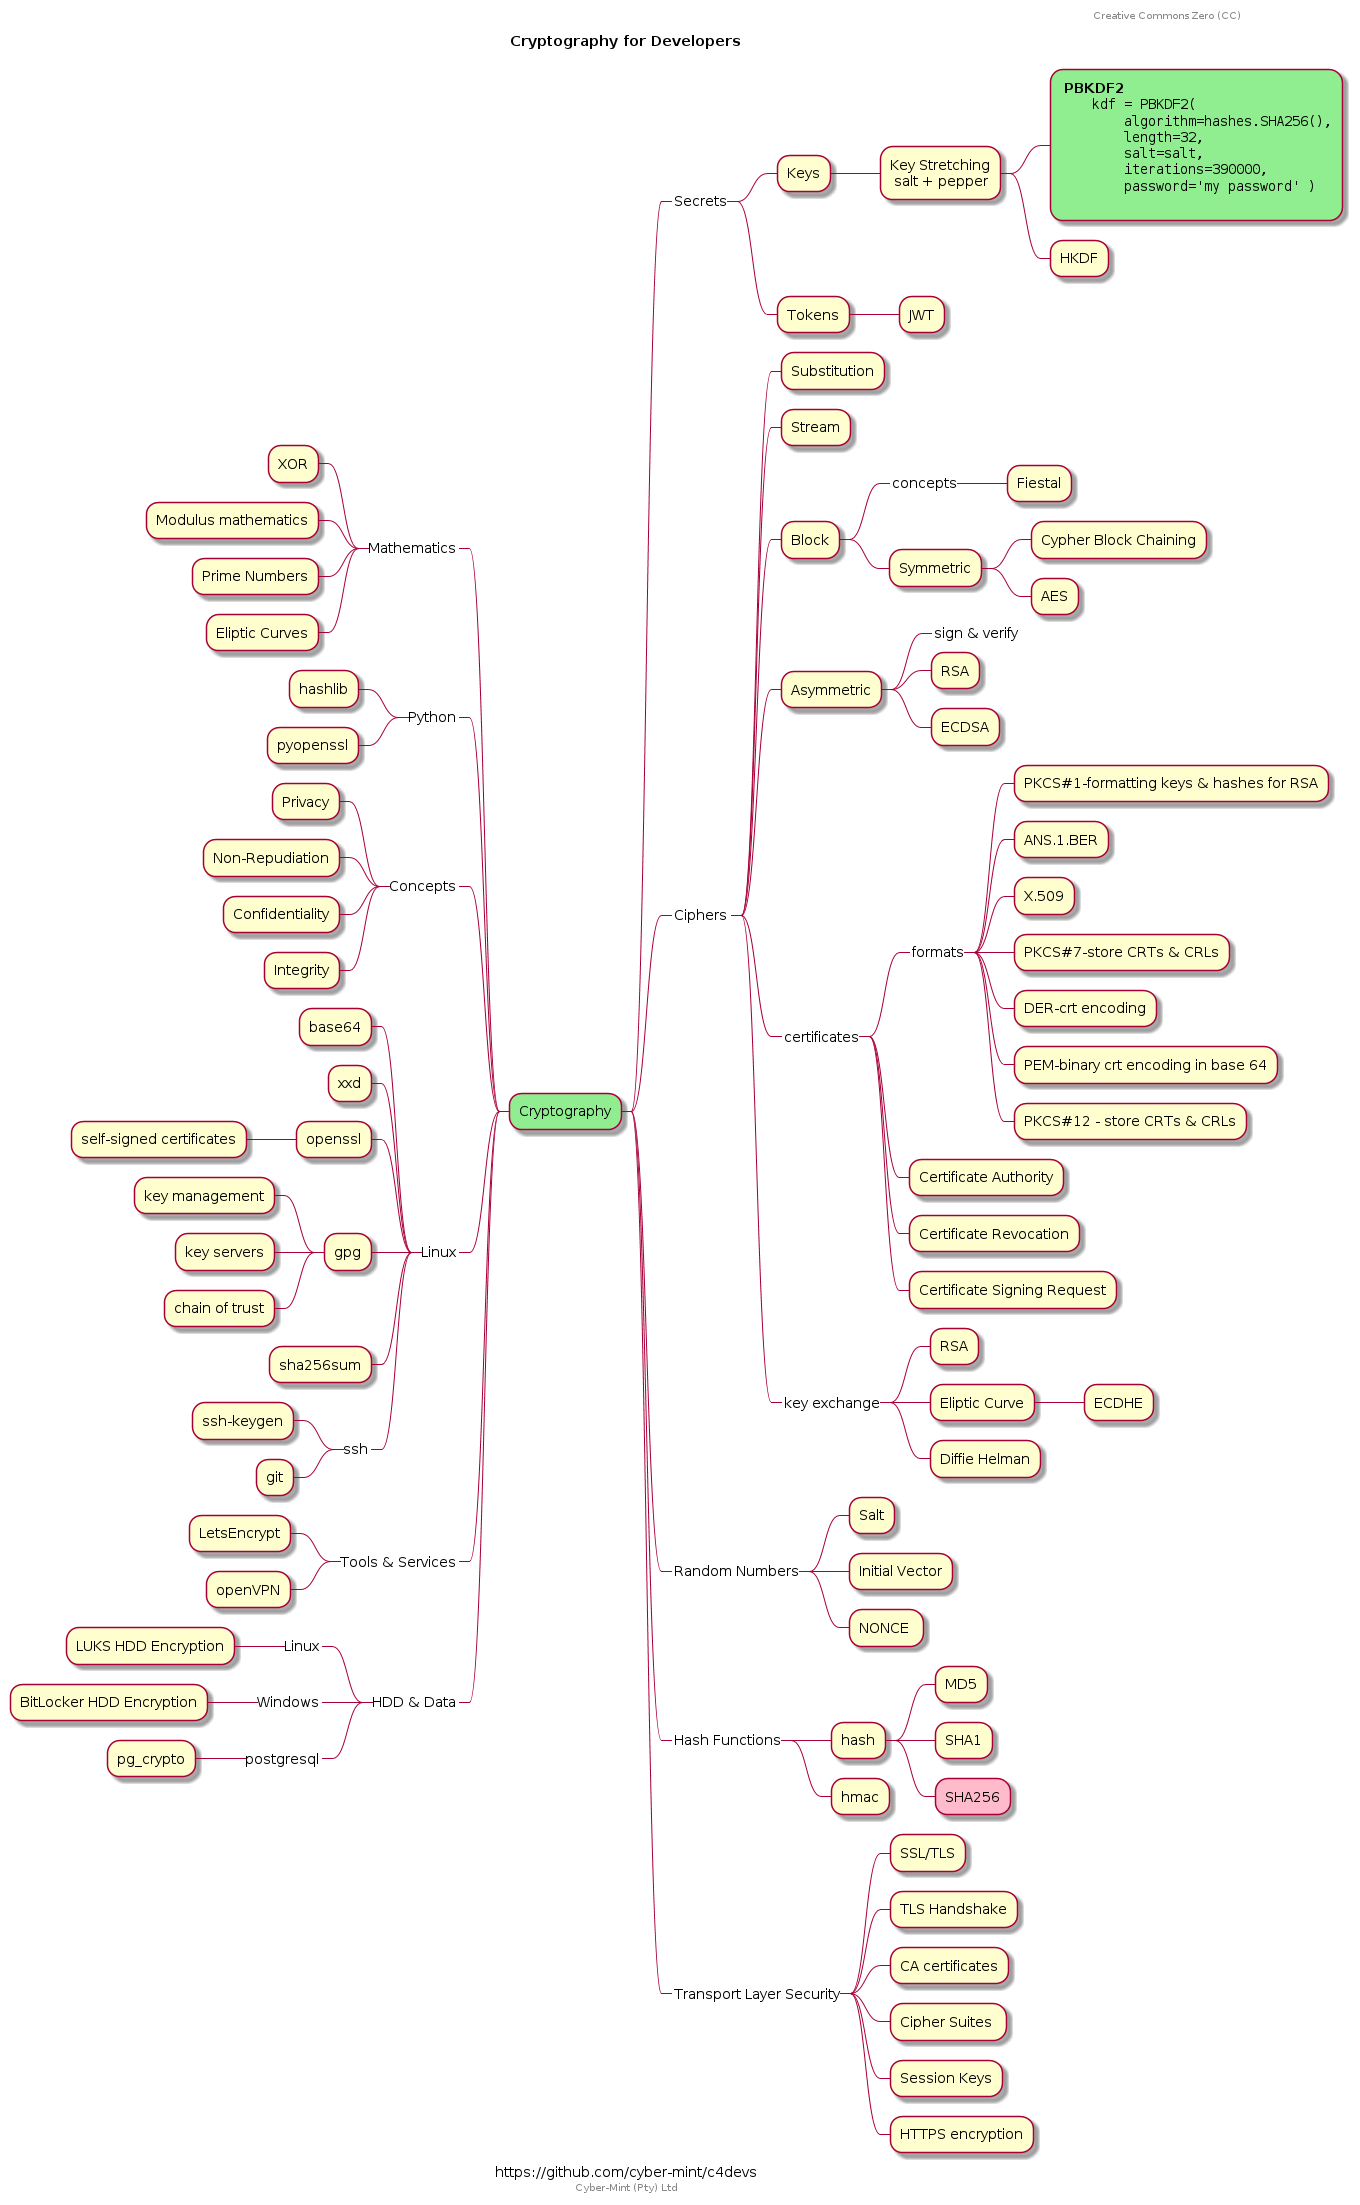 Creative Commons Zero (CC)
Cryptography for Developers
Cryptography
Secrets
Keys
Key Stretching
salt + pepper
PBKDF2
kdf = PBKDF2(
algorithm=hashes.SHA256(),
length=32,
salt=salt,
iterations=390000,
password='my password' )
HKDF
Tokens
JWT
Ciphers
Substitution
Stream
Block
concepts
Fiestal
Symmetric
Cypher Block Chaining
AES
Asymmetric
sign & verify
RSA
ECDSA
certificates
formats
PKCS#1-formatting keys & hashes for RSA
ANS.1.BER
X.509
PKCS#7-store CRTs & CRLs
DER-crt encoding
PEM-binary crt encoding in base 64
PKCS#12 - store CRTs & CRLs
Certificate Authority
Certificate Revocation
Certificate Signing Request
key exchange
RSA
Eliptic Curve
ECDHE
Diffie Helman
Random Numbers
Salt
Initial Vector
NONCE
Hash Functions
hash
MD5
SHA1
SHA256
hmac
Transport Layer Security
SSL/TLS
TLS Handshake
CA certificates
Cipher Suites
Session Keys
HTTPS encryption
Mathematics
XOR
Modulus mathematics
Prime Numbers
Eliptic Curves
Python
hashlib
pyopenssl
Concepts
Privacy
Non-Repudiation
Confidentiality
Integrity
Linux
base64
xxd
openssl
self-signed certificates
gpg
key management
key servers
chain of trust
sha256sum
ssh
ssh-keygen
git
Tools & Services
LetsEncrypt
openVPN
HDD & Data
Linux
LUKS HDD Encryption
Windows
BitLocker HDD Encryption
postgresql
pg_crypto
https://github.com/cyber-mint/c4devs
Cyber-Mint (Pty) Ltd